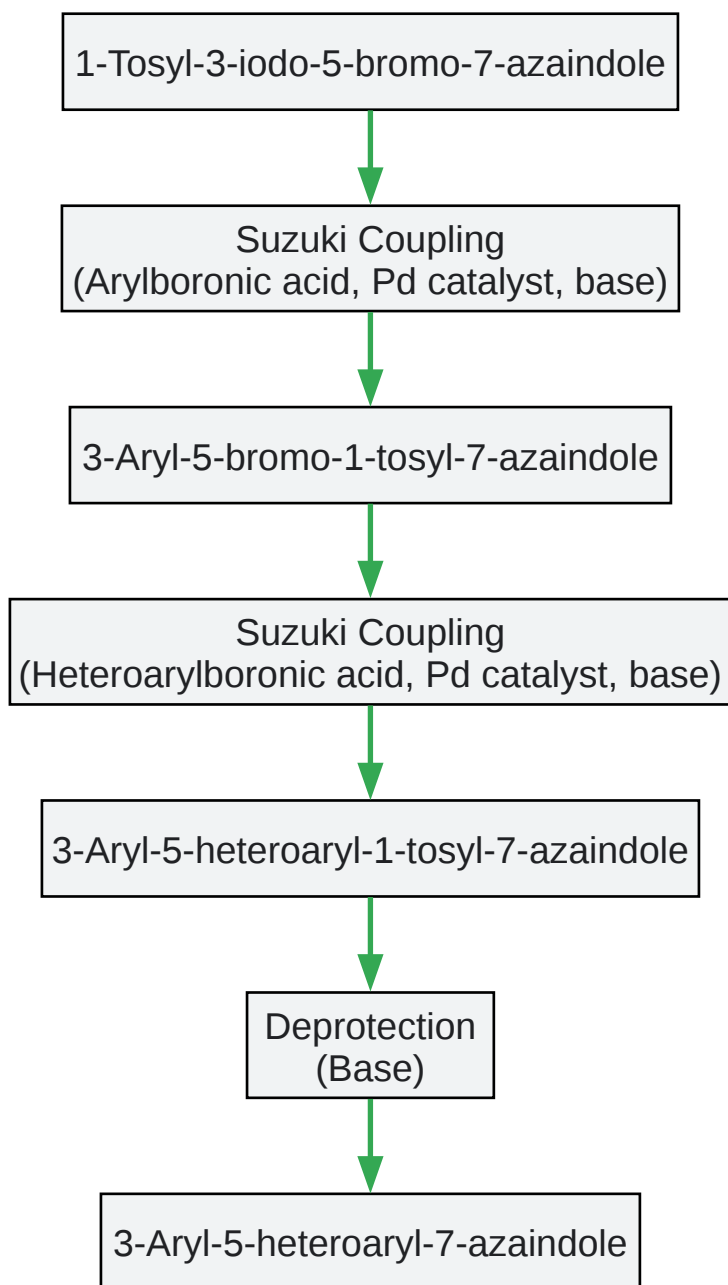 1-Tosyl-3-iodo-5-bromo-7-azaindole
Suzuki Coupling
(Arylboronic acid, Pd catalyst, base)
3-Aryl-5-bromo-1-tosyl-7-azaindole
Suzuki Coupling
(Heteroarylboronic acid, Pd catalyst, base)
3-Aryl-5-heteroaryl-1-tosyl-7-azaindole
Deprotection
(Base)
3-Aryl-5-heteroaryl-7-azaindole